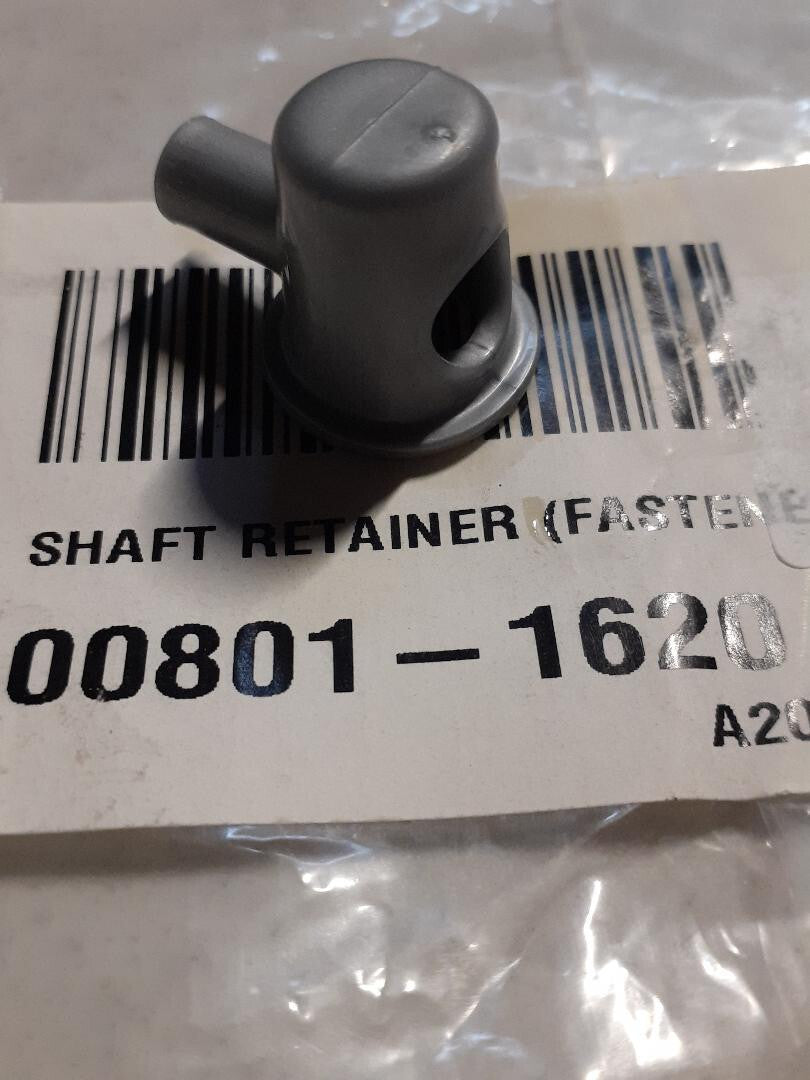 SHAFT RETAINER (FASTENE
00801-1620
A20